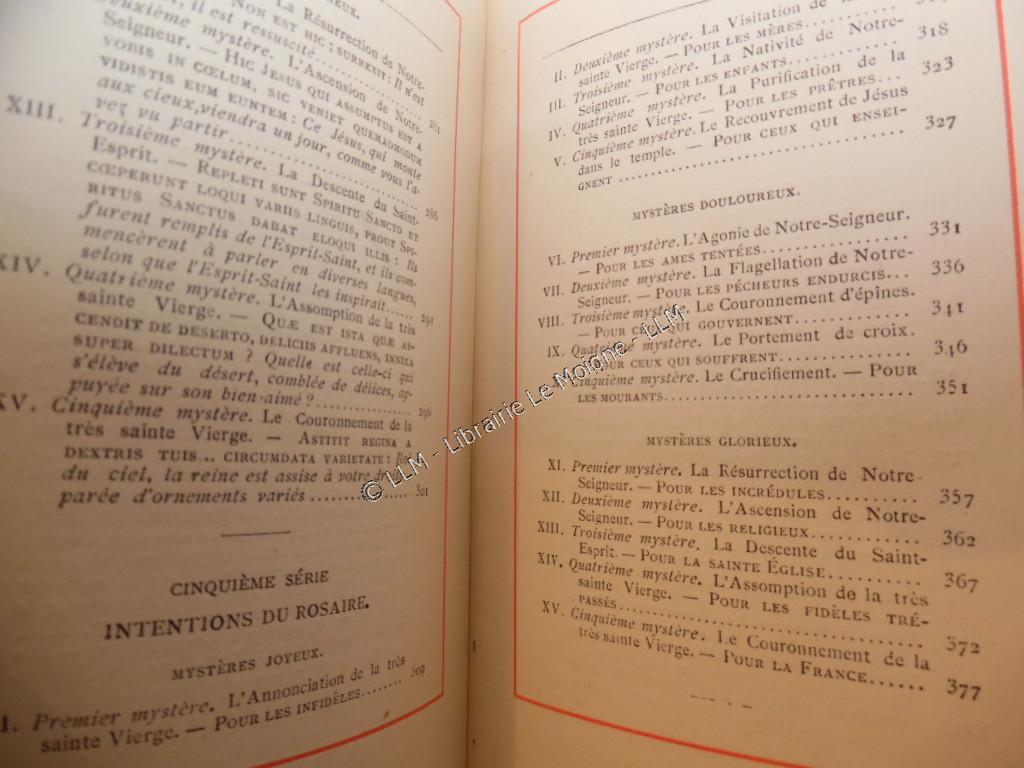 La Résurrection de Notre-
NON EST HIC; SURREXIT: Il n'est
il est ressuscité
Deuxième mystère. L'Ascension de Notre-
Seigneur. — HIC JESUS QUI ASSUMPTUS EST A
VOBIS IN CŒLUM, SIC VENIET QUEMADMODUM
VIDISTIS EUM EUNTEM: Ce Jésus, qui monte
aux cieux, viendra un jour, comme vous l'a-
vez vu partir
XIII. Troisième mystère. La Descente du Saint-
Esprit. — REPLETI SUNT SPIRITU SANCTO ET
CŒPERUNT LOQUI VARIIS LINGUIS, PROUT SPI-
RITUS SANCTUS DABAT ELOQUI ILLIS: Ils
furent remplis de l'Esprit-Saint, et ils com-
mencèrent à parler en diverses langues,
selon que l'Esprit-Saint les inspirait...... 291
XIV. Quatrième mystère. L'Assomption de la très
sainte Vierge. — QUÆ EST ISTA QUÆ AS-
CENDIT DE DESERTO, DELICIIS AFFLUENS, INNIXA
SUPER DILECTUM? Quelle est celle-ci qui
s'élève du désert, comblée de délices, ap-
puyée sur son bien-aimé?................ 296
XV. Cinquième mystère. Le Couronnement de la
très sainte Vierge. — ASTITIT REGINA A
DEXTRIS TUIS... CIRCUMDATA VARIETATE: Roi
du ciel, la reine est assise à votre
parée d'ornements variés................ 301
CINQUIÈME SÉRIE
INTENTIONS DU ROSAIRE.
MYSTÈRES JOYEUX.
I. Premier mystère. L'Annonciation de la très
sainte Vierge. — POUR LES INFIDÈLES........ 309
II. Deuxième mystère. La Visitation de la
sainte Vierge. — POUR LES MÈRES
III. Troisième mystère. La Nativité de Notre-
Seigneur. — POUR LES ENFANTS............ 318
IV. Quatrième mystère. La Purification de la
très sainte Vierge. — POUR LES PRÊTRES... 323
V. Cinquième mystère. Le Recouvrement de Jésus
dans le temple. — POUR CEUX QUI ENSEI-
GNENT.............................. 327
MYSTÈRES DOULOUREUX.
VI. Premier mystère. L'Agonie de Notre-Seigneur.
— POUR LES AMES TENTÉES................ 331
VII. Deuxième mystère. La Flagellation de Notre-
Seigneur. — POUR LES PÉCHEURS ENDURCIS... 336
VIII. Troisième mystère. Le Couronnement d'épines.
— POUR CEUX QUI GOUVERNENT............ 341
IX. Quatrième mystère. Le Portement de croix.
— POUR CEUX QUI SOUFFRENT............. 346
Cinquième mystère. Le Crucifiement. — POUR
LES MOURANTS........................ 351
MYSTÈRES GLORIEUX.
XI. Premier mystère. La Résurrection de Notre-
Seigneur. — POUR LES INCRÉDULES.......... 357
XII. Deuxième mystère. L'Ascension de Notre-
Seigneur. — POUR LES RELIGIEUX........... 362
XIII. Troisième mystère. La Descente du Saint-
Esprit. — POUR LA SAINTE ÉGLISE.......... 367
XIV. Quatrième mystère. L'Assomption de la très
sainte Vierge. — POUR LES FIDÈLES TRÉ-
PASSÉS............................. 372
XV. Cinquième mystère. Le Couronnement de la
très sainte Vierge. — POUR LA FRANCE...... 377
© LLM - Librairie Le Moigne - LLM